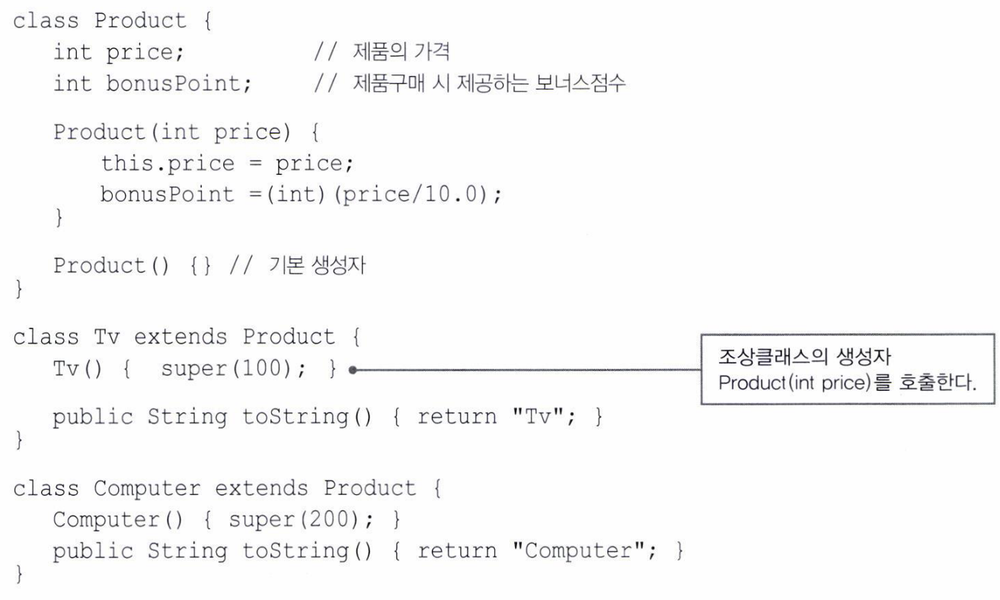 class Product {
int price; // 제품의 가격
int bonusPoint; // 제품구매 시 제공하는 보너스점수
Product(int price) {
this.price = price;
bonusPoint =(int)(price/10.0);
}
Product() {} // 기본 생성자
}
class Tv extends Product {
Tv() { super(100); }
조상클래스의 생성자
Product(int price)를 호출한다.
public String toString() { return "Tv"; }
}
class Computer extends Product {
Computer() { super(200); }
public String toString() { return "Computer"; }
}